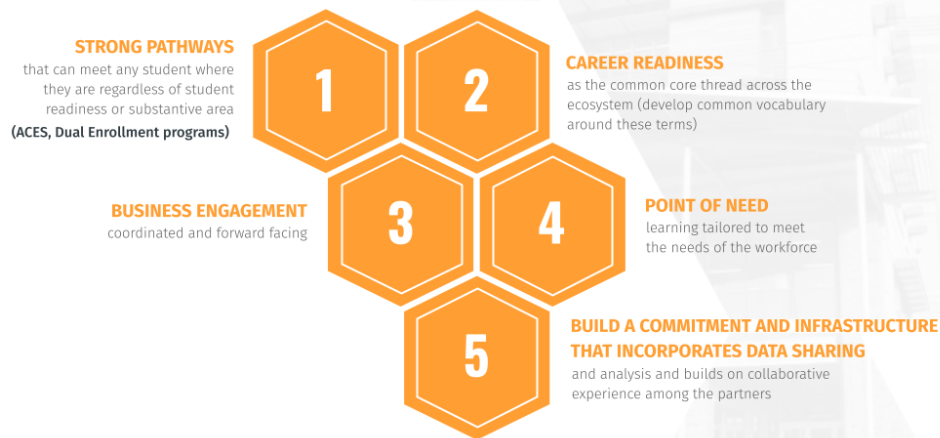 1
STRONG PATHWAYS
that can meet any student where
they are regardless of student
readiness or substantive area
(ACES, Dual Enrollment programs)
2
CAREER READINESS
as the common core thread across the
ecosystem (develop common vocabulary
around these terms)
3
BUSINESS ENGAGEMENT
coordinated and forward facing
4
POINT OF NEED
learning tailored to meet
the needs of the workforce
5
BUILD A COMMITMENT AND INFRASTRUCTURE
THAT INCORPORATES DATA SHARING
and analysis and builds on collaborative
experience among the partners